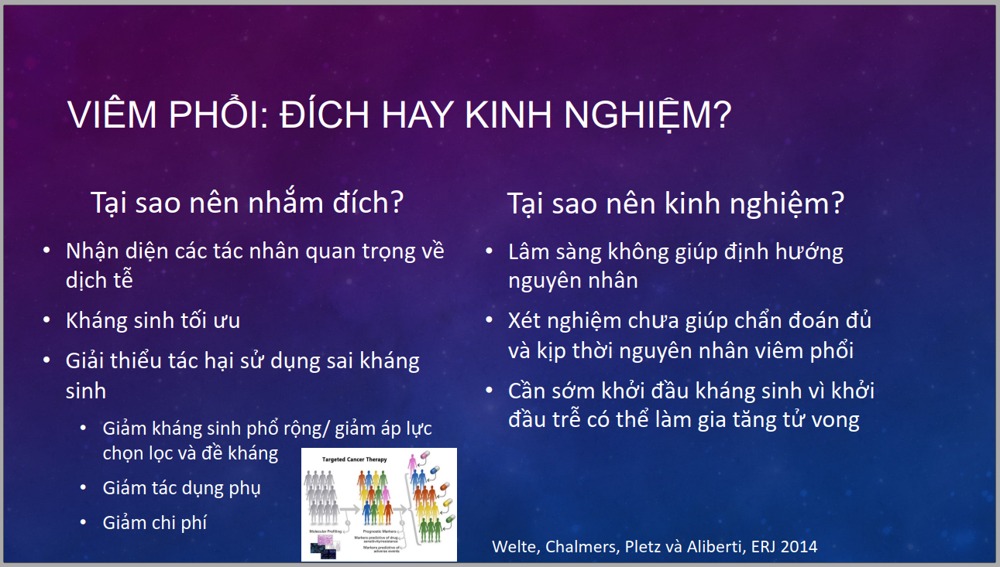 VIÊM PHỔI: ĐÍCH HAY KINH NGHIỆM?
Tại sao nên nhắm đích?
• Nhận diện các tác nhân quan trọng về
dịch tễ
• Kháng sinh tối ưu
• Giải thiểu tác hại sử dụng sai kháng
sinh
• Giảm kháng sinh phổ rộng/ giảm áp lực
chọn lọc và đề kháng
• Giám tác dụng phụ
• Giảm chi phí
Targeted Cancer Therapy
Molecular Profiling
Prognostic Markers
Markers predictive of drug
sensitivity/resistance
Markers predictive of
adverse events
Tại sao nên kinh nghiệm?
• Lâm sàng không giúp định hướng
nguyên nhân
• Xét nghiệm chưa giúp chẩn đoán đủ
và kịp thời nguyên nhân viêm phổi
• Cần sớm khởi đầu kháng sinh vì khởi
đầu trễ có thể làm gia tăng tử vong
Welte, Chalmers, Pletz và Aliberti, ERJ 2014